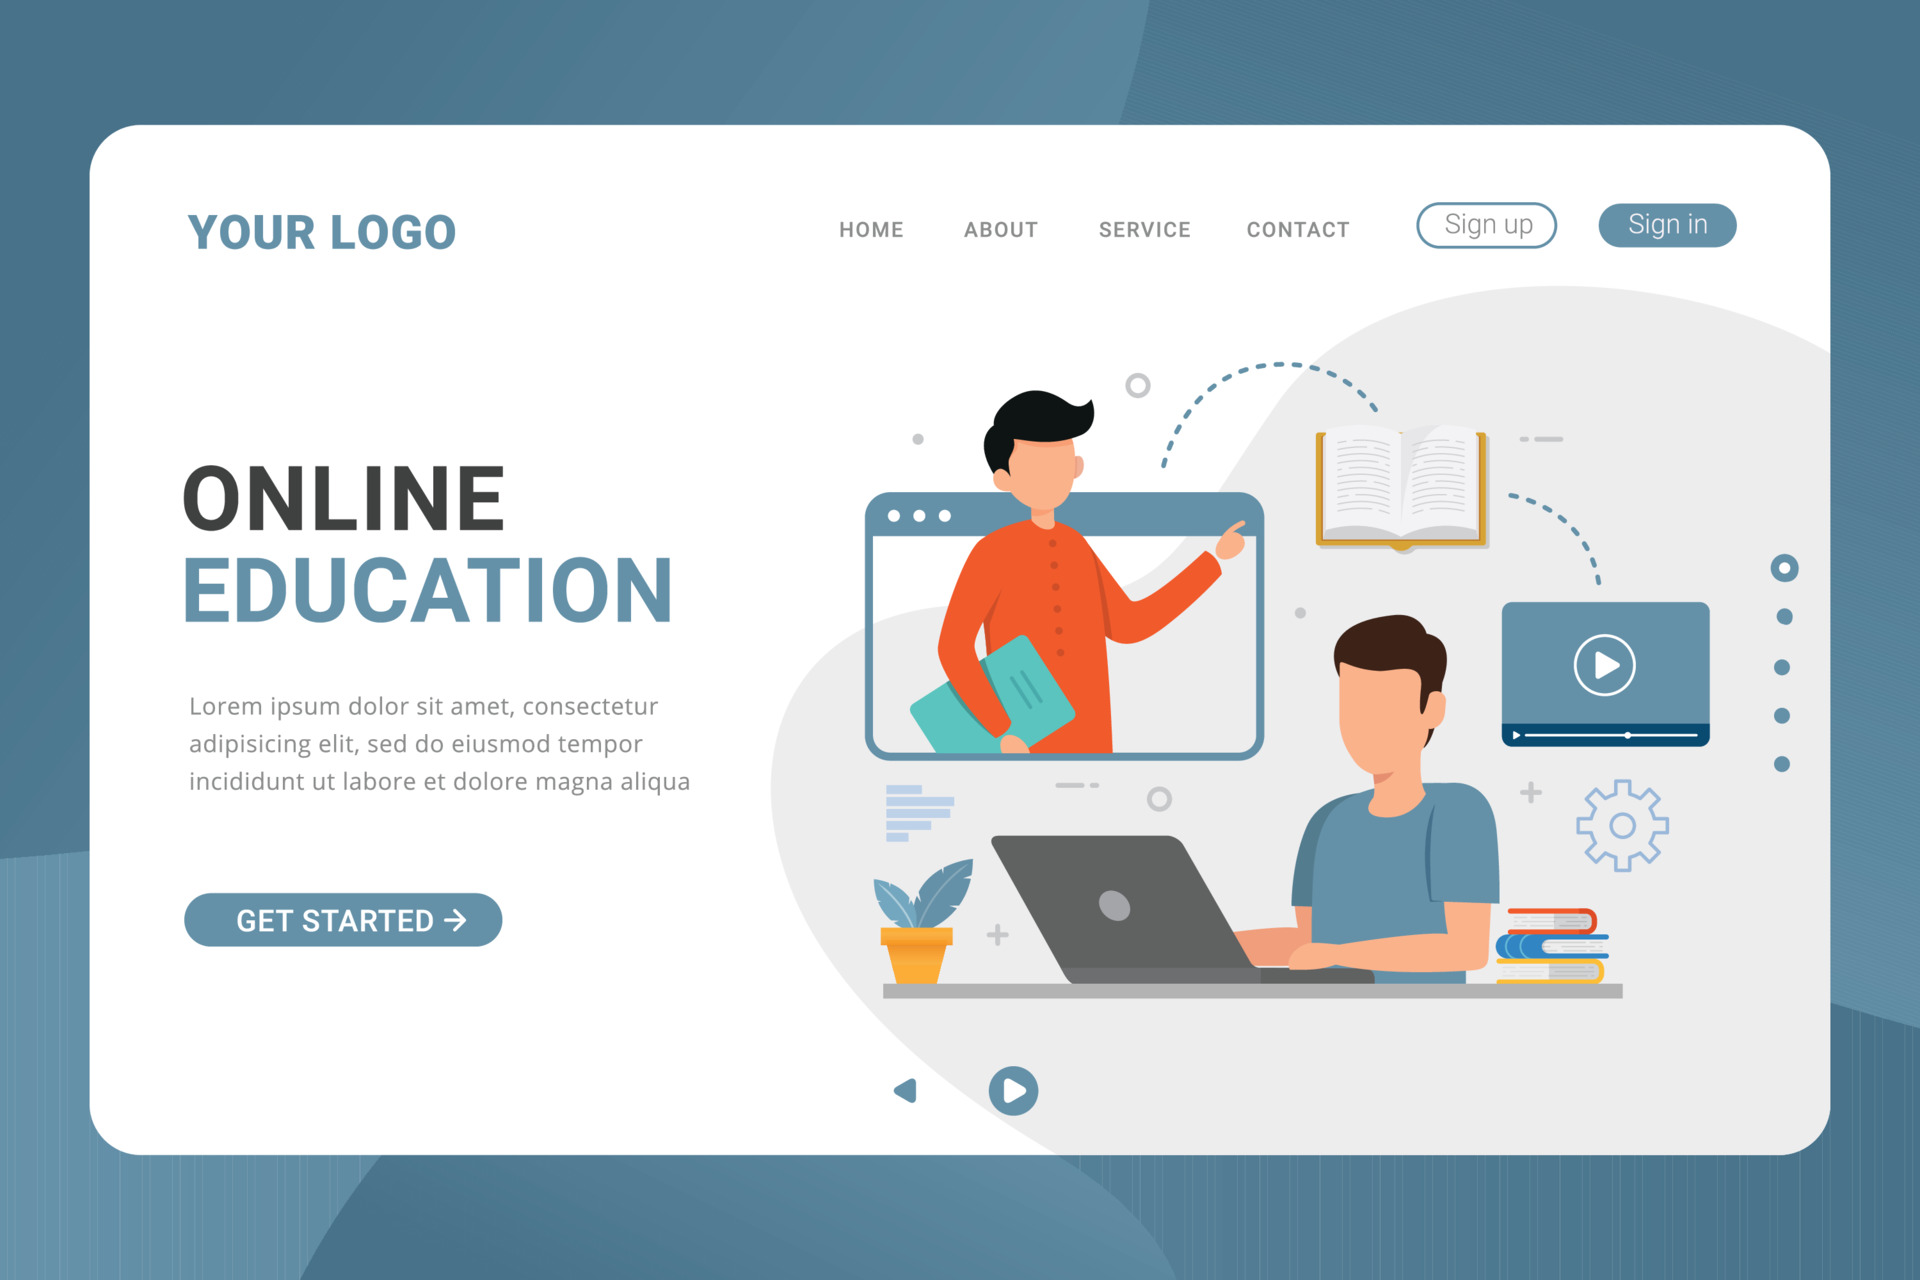 YOUR LOGO
HOME ABOUT SERVICE CONTACT Sign up Sign in
ONLINE
EDUCATION
Lorem ipsum dolor sit amet, consectetur
adipisicing elit, sed do eiusmod tempor
incididunt ut labore et dolore magna aliqua
GET STARTED